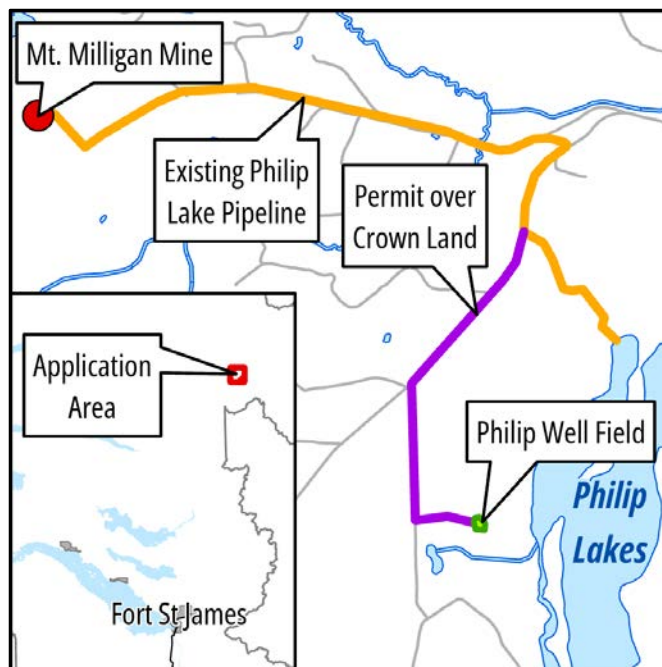 Mt. Milligan Mine
Existing Philip
Lake Pipeline
Permit over
Crown Land
Application
Area
Philip Well Field
Philip
Lakes
Fort St James